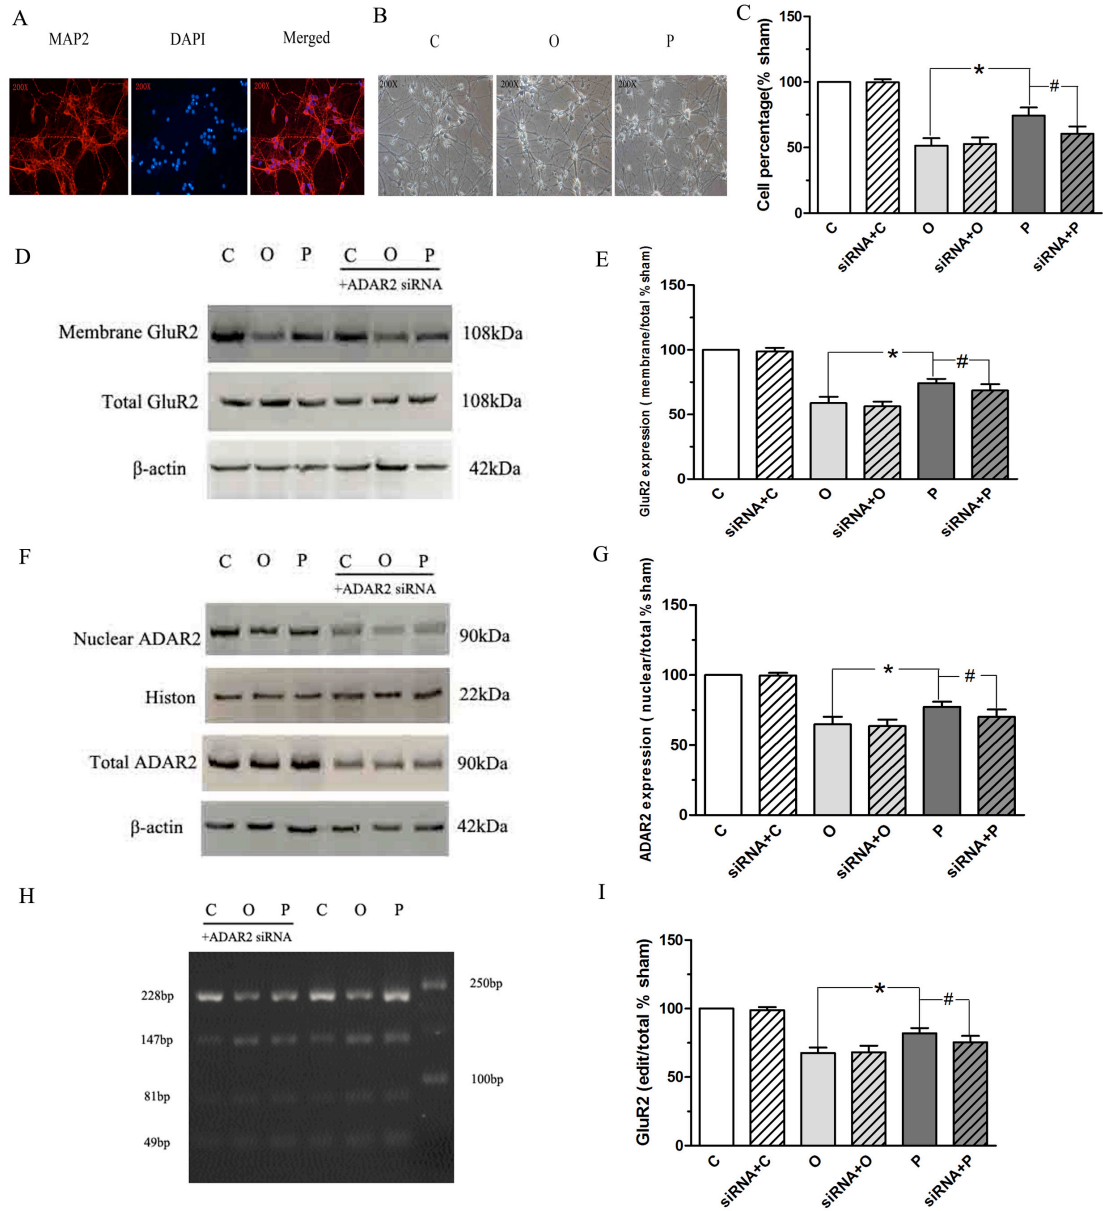 A
MAP2 DAPI Merged
200X 200X 200X
B
C O P
200X 200X 200X
C
Cell percentage(% sham)
150
100
50
0
* #
C siRNA+C O siRNA+O P siRNA+P
D
C O P C O P
+ADAR2 siRNA
Membrane GluR2 108kDa
Total GluR2 108kDa
β-actin 42kDa
E
GluR2 expression ( membrane/total % sham)
150
100
50
0
* #
C siRNA+C O siRNA+O P siRNA+P
F
C O P C O P
+ADAR2 siRNA
Nuclear ADAR2 90kDa
Histon 22kDa
Total ADAR2 90kDa
β-actin 42kDa
G
ADAR2 expression ( nuclear/total % sham)
150
100
50
0
* #
C siRNA+C O siRNA+O P siRNA+P
H
C O P C O P
+ADAR2 siRNA
228bp 250bp
147bp
100bp
81bp
49bp
I
GluR2 (edit/total % sham)
150
100
50
0
* #
C siRNA+C O siRNA+O P siRNA+P